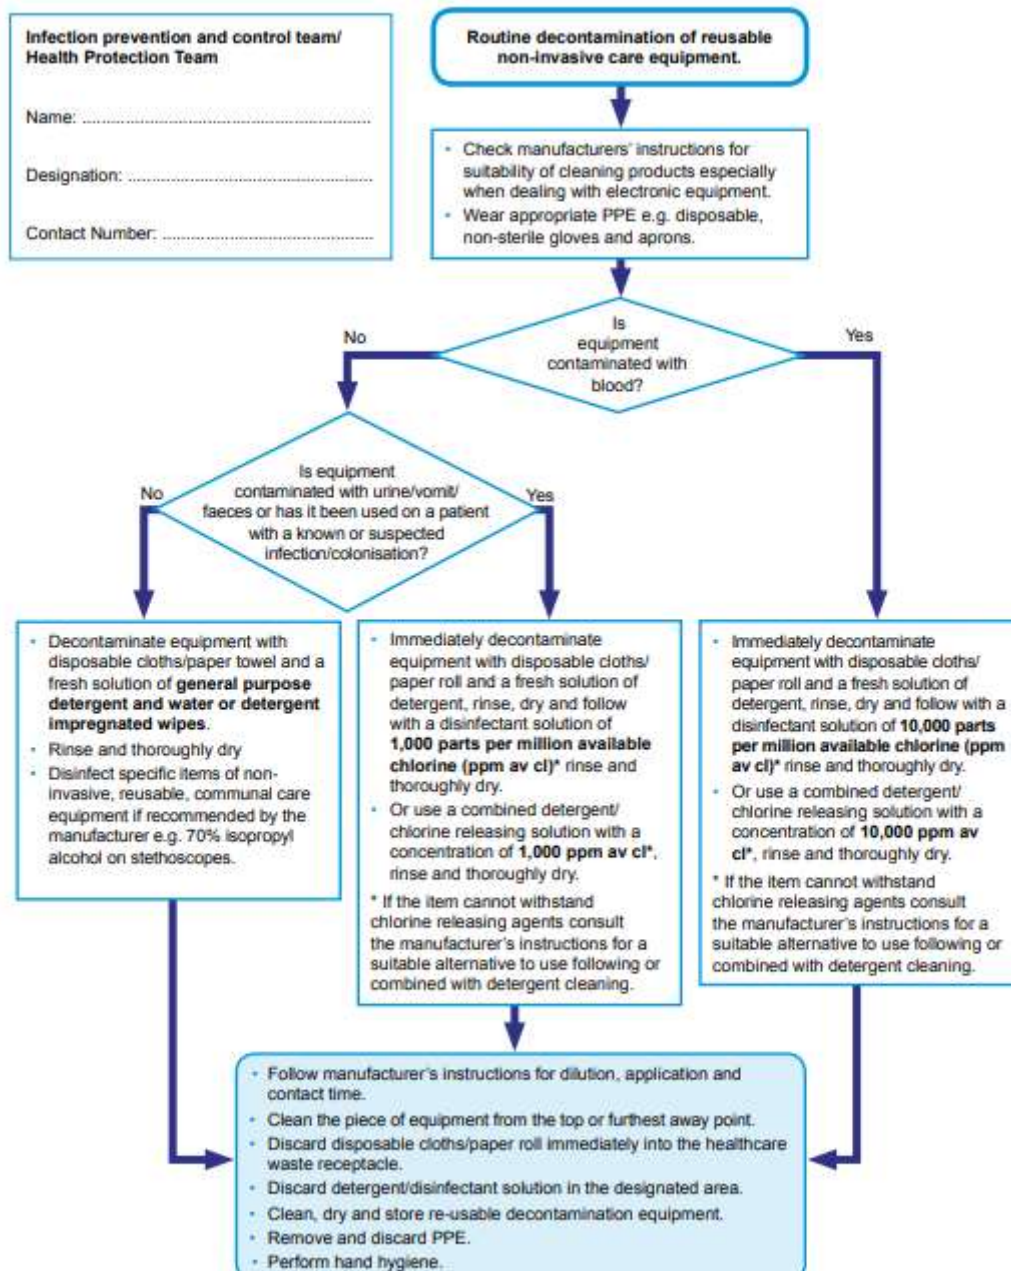 Infection prevention and control team/
Health Protection Team
Name: ............................................................
Designation: ...................................................
Contact Number: ............................................
Routine decontamination of reusable
non-invasive care equipment.
• Check manufacturers' instructions for
suitability of cleaning products especially
when dealing with electronic equipment.
• Wear appropriate PPE e.g. disposable,
non-sterile gloves and aprons.
Is
equipment
contaminated with
blood?
No
Yes
Is equipment
contaminated with urine/vomit/
faeces or has it been used on a patient
with a known or suspected
infection/colonisation?
No
Yes
• Decontaminate equipment with
disposable cloths/paper towel and a
fresh solution of general purpose
detergent and water or detergent
impregnated wipes.
• Rinse and thoroughly dry
• Disinfect specific items of non-
invasive, reusable, communal care
equipment if recommended by the
manufacturer e.g. 70% isopropyl
alcohol on stethoscopes.
• Immediately decontaminate
equipment with disposable cloths/
paper roll and a fresh solution of
detergent, rinse, dry and follow
with a disinfectant solution of
1,000 parts per million available
chlorine (ppm av cl)* rinse and
thoroughly dry.
• Or use a combined detergent/
chlorine releasing solution with a
concentration of 1,000 ppm av cl*,
rinse and thoroughly dry.
* If the item cannot withstand
chlorine releasing agents consult
the manufacturer's instructions for a
suitable alternative to use following or
combined with detergent cleaning.
• Immediately decontaminate
equipment with disposable cloths/
paper roll and a fresh solution of
detergent, rinse, dry and follow
with a disinfectant solution of 10,000 parts
per million available chlorine (ppm
av cl)* rinse and thoroughly dry.
• Or use a combined detergent/
chlorine releasing solution with a
concentration of 10,000 ppm av
cl*, rinse and thoroughly dry.
* If the item cannot withstand
chlorine releasing agents consult
the manufacturer's instructions for a
suitable alternative to use following or
combined with detergent cleaning.
• Follow manufacturer's instructions for dilution, application and
contact time.
• Clean the piece of equipment from the top or furthest away point.
• Discard disposable cloths/paper roll immediately into the healthcare
waste receptacle.
• Discard detergent/disinfectant solution in the designated area.
• Clean, dry and store re-usable decontamination equipment.
• Remove and discard PPE.
• Perform hand hygiene.